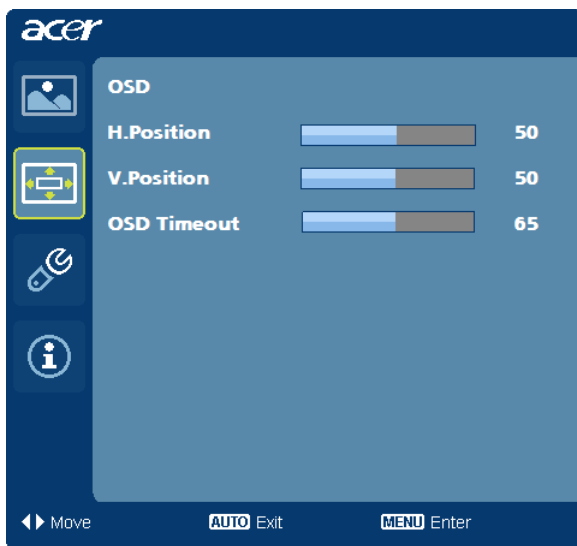 acer
OSD
H.Position 50
V.Position 50
OSD Timeout 65
Move AUTO Exit MENU Enter